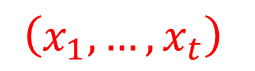 (x₁, …, xₜ)